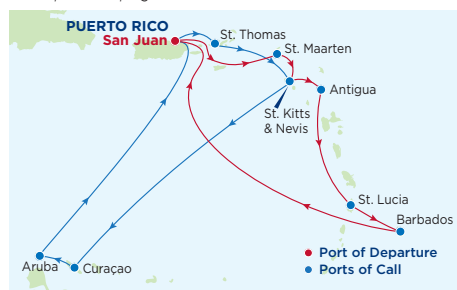 PUERTO RICO
San Juan
St. Thomas
St. Maarten
Antigua
St. Kitts
& Nevis
St. Lucia
Barbados
Aruba
Curaçao
Port of Departure
Ports of Call